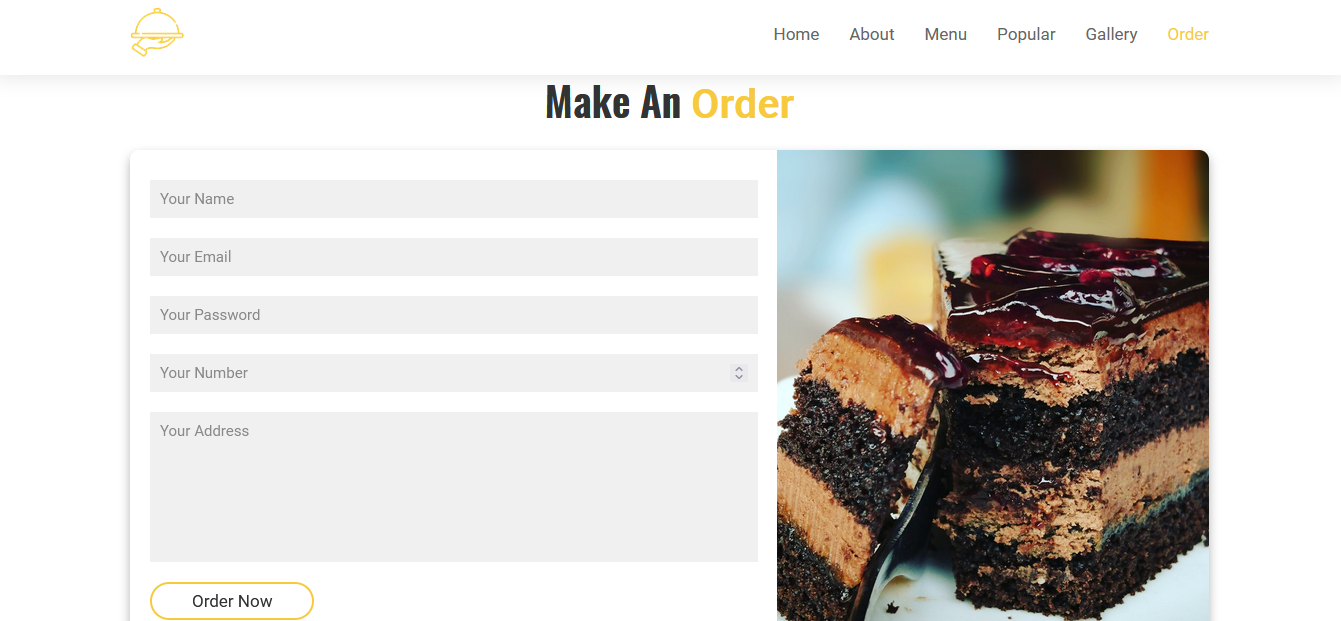 Home About Menu Popular Gallery Order
Make An Order
Your Name
Your Email
Your Password
Your Number
Your Address
Order Now